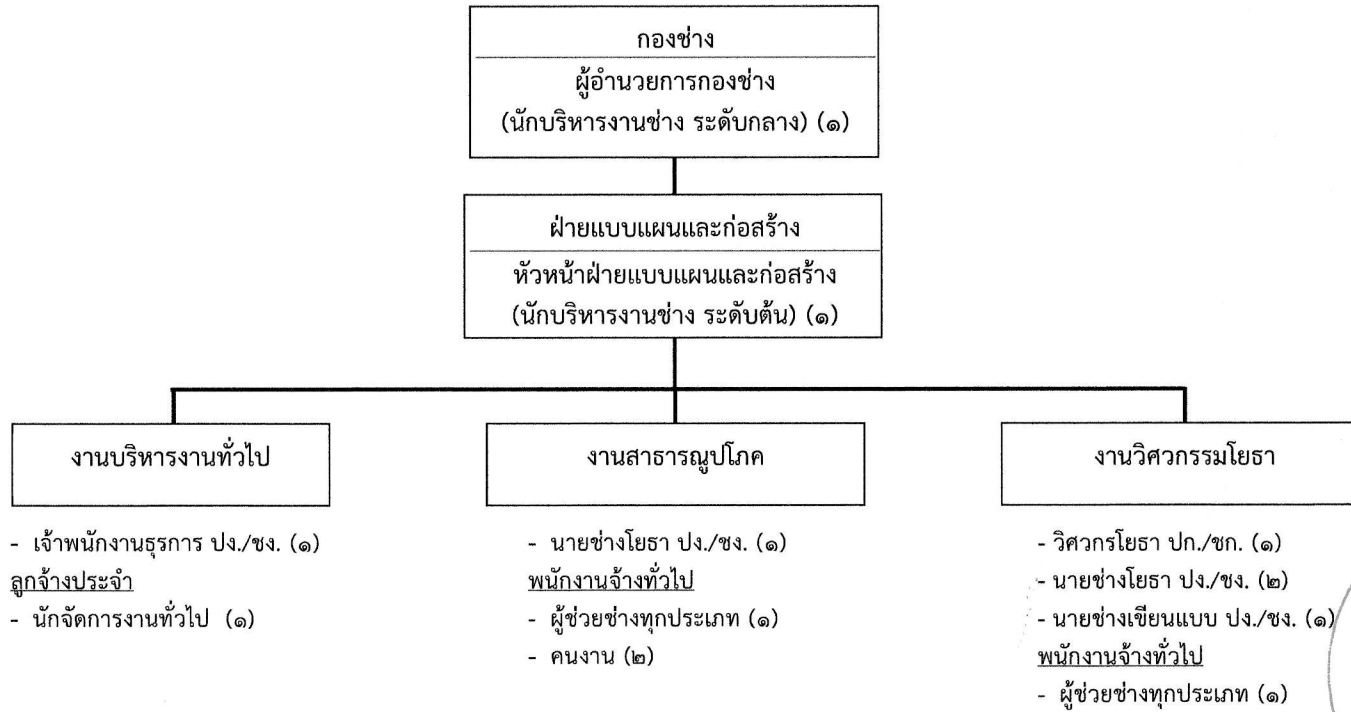 กองช่าง
ผู้อำนวยการกองช่าง
(นักบริหารงานช่าง ระดับกลาง) (๑)
ฝ่ายแบบแผนและก่อสร้าง
หัวหน้าฝ่ายแบบแผนและก่อสร้าง
(นักบริหารงานช่าง ระดับต้น) (๑)
งานบริหารงานทั่วไป
- เจ้าพนักงานธุรการ ปง./ชง. (๑)
ลูกจ้างประจำ
- นักจัดการงานทั่วไป (๑)
งานสาธารณูปโภค
- นายช่างโยธา ปง./ชง. (๑)
พนักงานจ้างทั่วไป
- ผู้ช่วยช่างทุกประเภท (๑)
- คนงาน (๒)
งานวิศวกรรมโยธา
- วิศวกรโยธา ปก./ชก. (๑)
- นายช่างโยธา ปง./ชง. (๒)
- นายช่างเขียนแบบ ปง./ชง. (๑)
พนักงานจ้างทั่วไป
- ผู้ช่วยช่างทุกประเภท (๑)